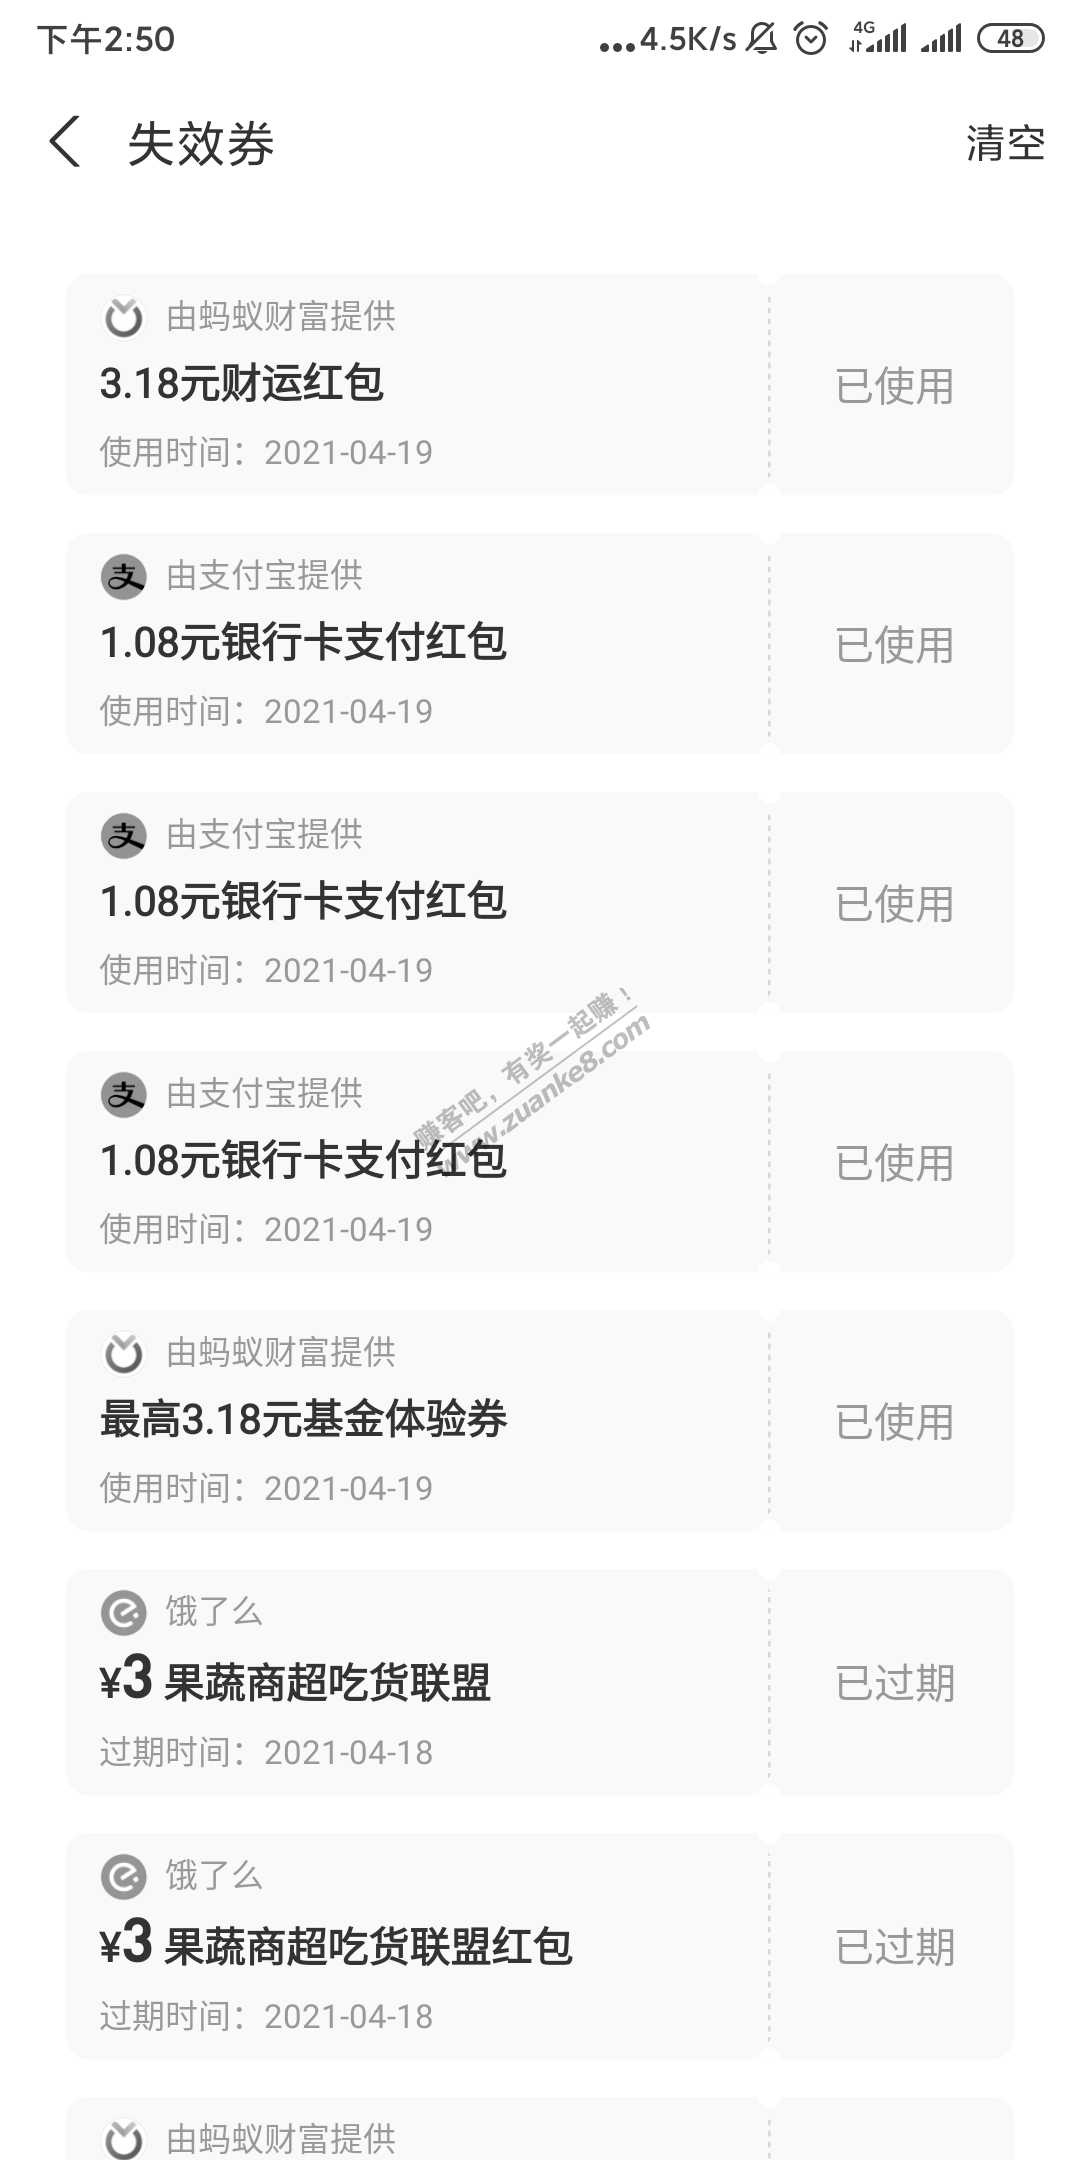 下午2:50
...4.5K/s 4G 48
失效券
清空
由蚂蚁财富提供
3.18元财运红包
使用时间：2021-04-19
已使用
由支付宝提供
1.08元银行卡支付红包
使用时间：2021-04-19
已使用
由支付宝提供
1.08元银行卡支付红包
使用时间：2021-04-19
已使用
赚客吧，有奖一起赚！
www.zuanke8.com
由支付宝提供
1.08元银行卡支付红包
使用时间：2021-04-19
已使用
由蚂蚁财富提供
最高3.18元基金体验券
使用时间：2021-04-19
已使用
饿了么
¥3 果蔬商超吃货联盟
过期时间：2021-04-18
已过期
饿了么
¥3 果蔬商超吃货联盟红包
过期时间：2021-04-18
已过期
由蚂蚁财富提供